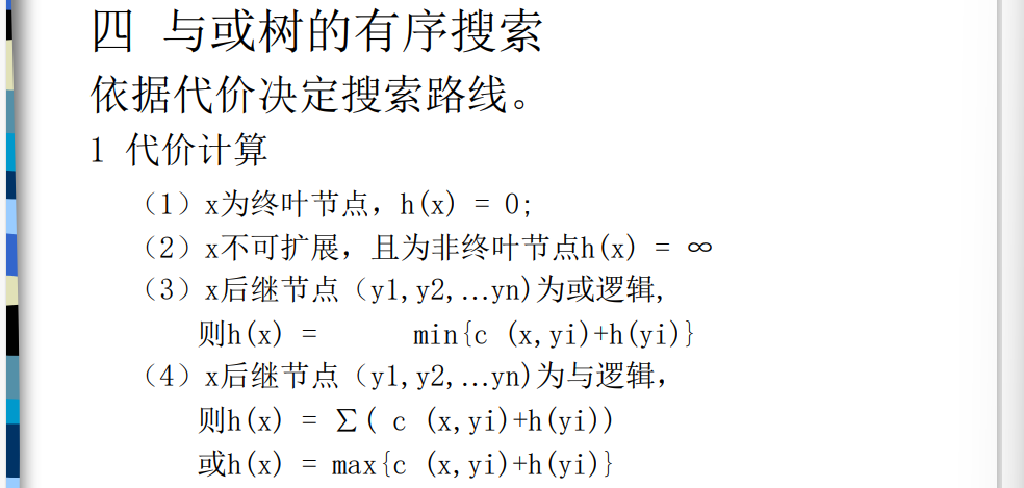 四 与或树的有序搜索
依据代价决定搜索路线。
1 代价计算
（1）x为终叶节点，h(x) = 0;
（2）x不可扩展，且为非终叶节点h(x) = ∞
（3）x后继节点（y1,y2,…yn)为或逻辑,
则h(x) = min{c (x,yi)+h(yi)}
（4）x后继节点（y1,y2,…yn)为与逻辑，
则h(x) = ∑( c (x,yi)+h(yi))
或h(x) = max{c (x,yi)+h(yi)}